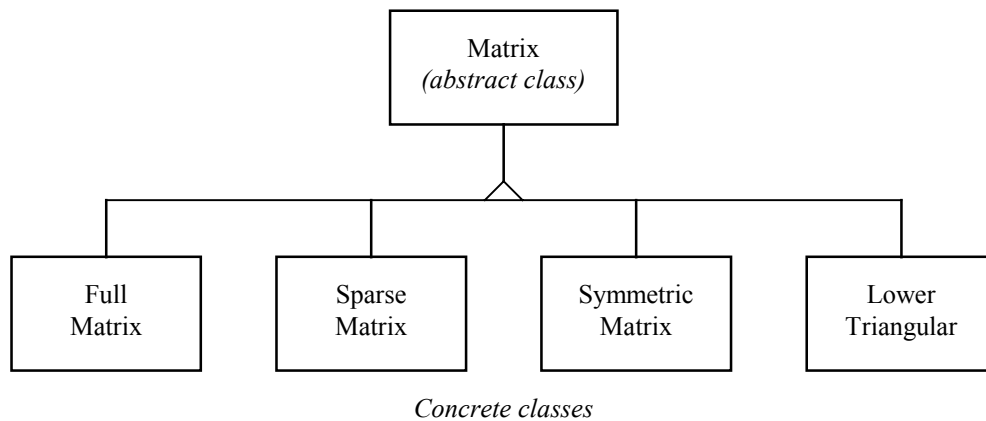 Matrix
(abstract class)
Full
Matrix
Sparse
Matrix
Symmetric
Matrix
Lower
Triangular
Concrete classes